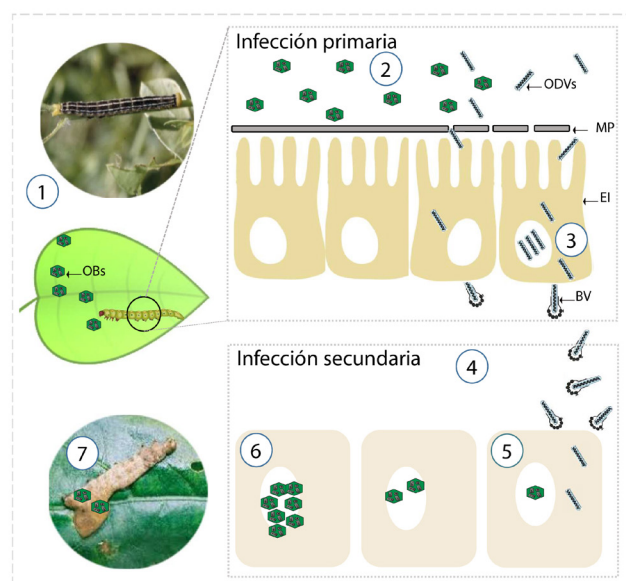 Infección primaria
2
ODVs
MP
1
EI
3
OBs
BV
Infección secundaria
4
7
6
5